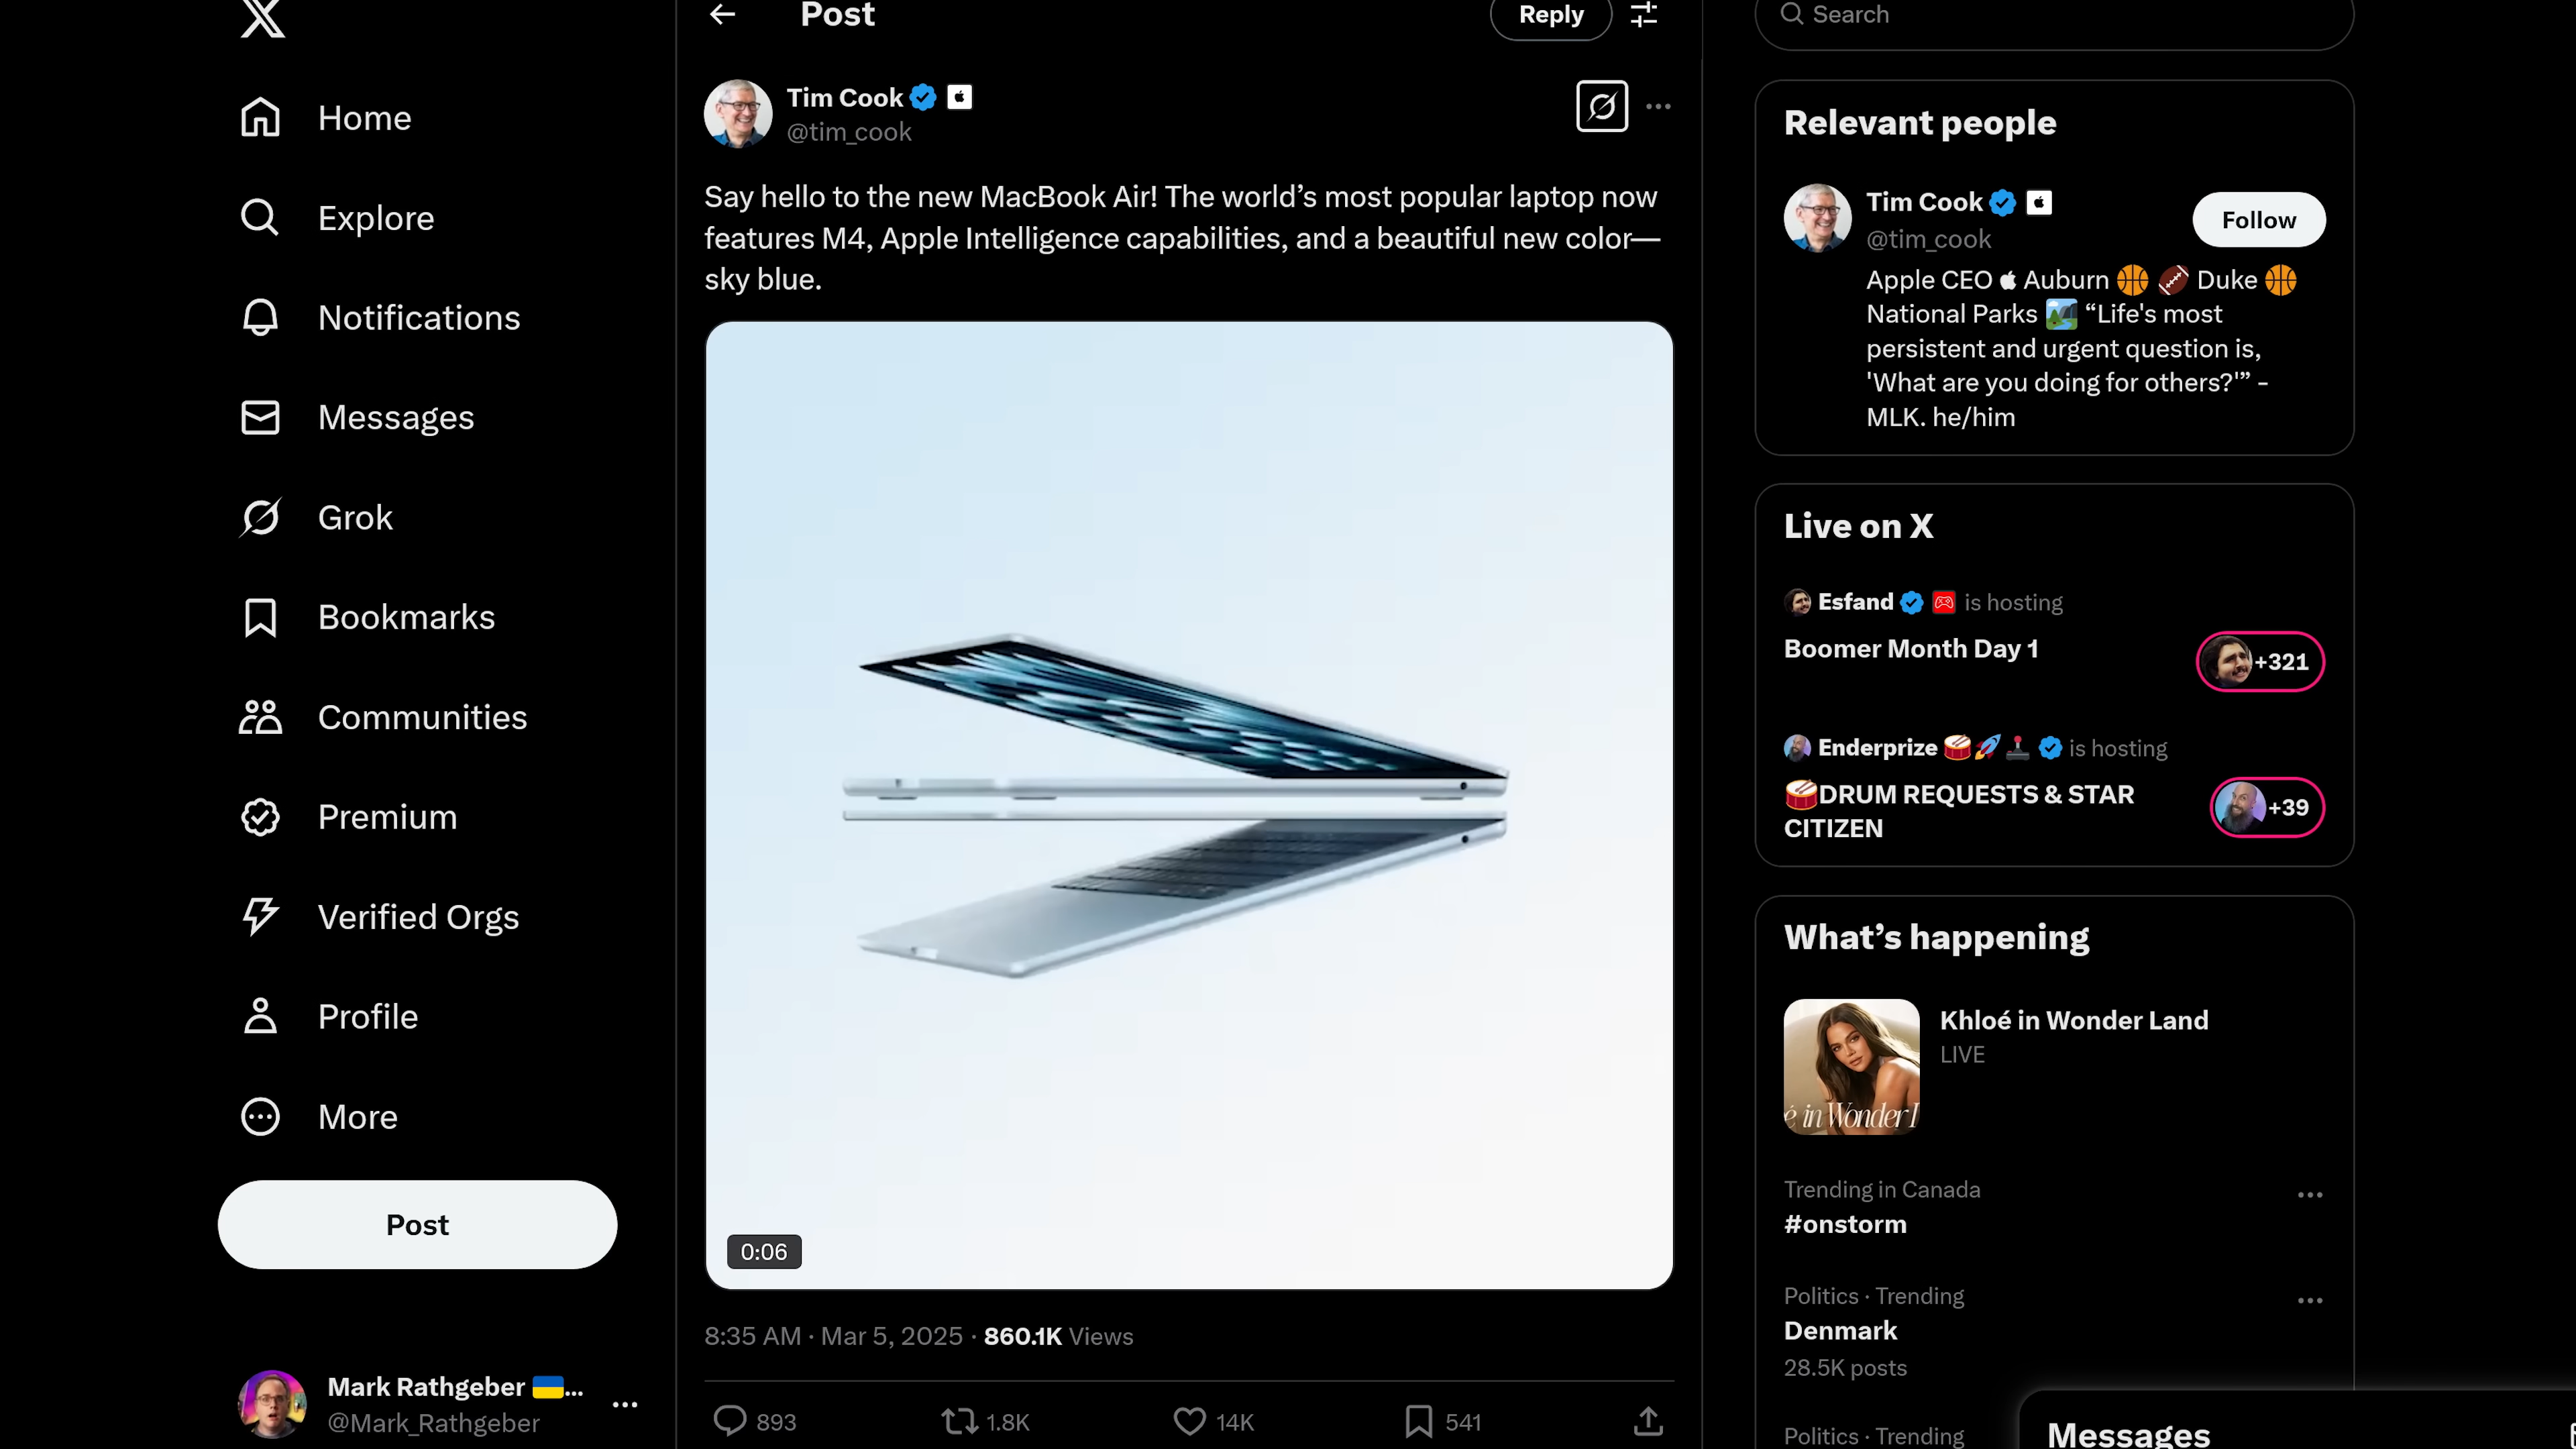 Home
Explore
Notifications
Messages
Grok
Bookmarks
Communities
Premium
Verified Orgs
Profile
More
Post
Mark Rathgeber 🇺🇦...
@Mark_Rathgeber
Post
Reply
Tim Cook
@tim_cook
Say hello to the new MacBook Air! The world’s most popular laptop now
features M4, Apple Intelligence capabilities, and a beautiful new color—
sky blue.
0:06
8:35 AM · Mar 5, 2025 · 860.1K Views
893 1.8K 14K 541
Search
Relevant people
Tim Cook
@tim_cook
Follow
Apple CEO  Auburn 🏀 🏈 Duke 🏀
National Parks 🏞️ “Life's most
persistent and urgent question is,
'What are you doing for others?'” -
MLK. he/him
Live on X
Esfand is hosting
Boomer Month Day 1
+321
Enderprize 🥁🚀🕹️ is hosting
🥁DRUM REQUESTS & STAR
CITIZEN
+39
What’s happening
é in Wonder l
Khloé in Wonder Land
LIVE
Trending in Canada
#onstorm
Politics · Trending
Denmark
28.5K posts
Politics · Trending
Messages